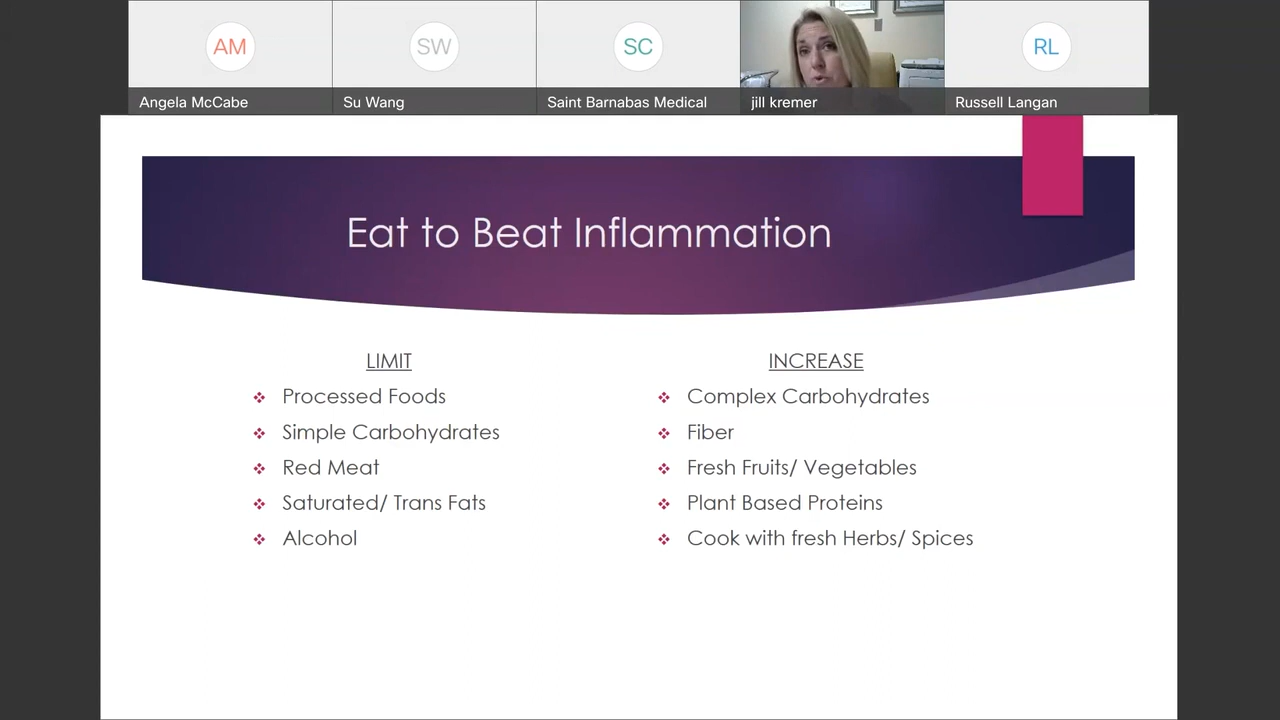 AM
SW
SC
RL
Angela McCabe
Su Wang
Saint Barnabas Medical
jill kremer
Russell Langan
Eat to Beat Inflammation
LIMIT
Processed Foods
Simple Carbohydrates
Red Meat
Saturated/ Trans Fats
Alcohol
INCREASE
Complex Carbohydrates
Fiber
Fresh Fruits/ Vegetables
Plant Based Proteins
Cook with fresh Herbs/ Spices